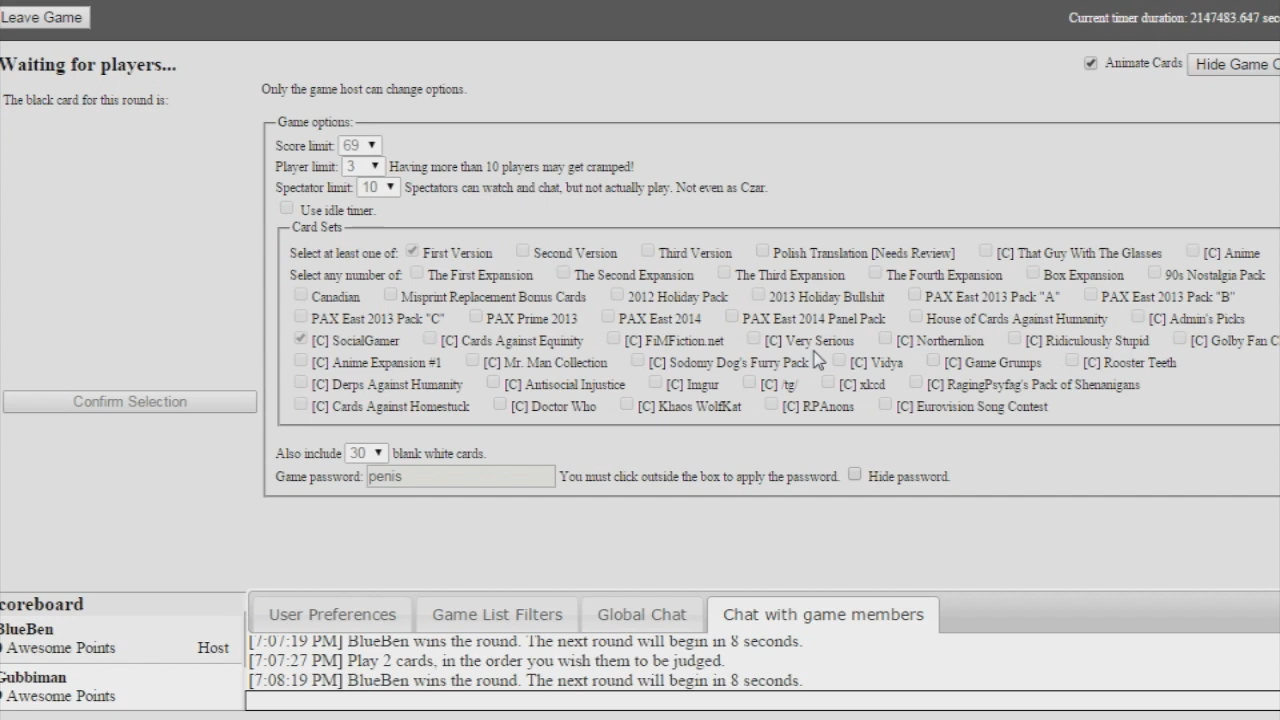 Leave Game
Current timer duration: 2147483.647 sec
Waiting for players...
Animate Cards Hide Game O
The black card for this round is:
Only the game host can change options.
Game options:
Score limit: 69
Player limit: 3 Having more than 10 players may get cramped!
Spectator limit: 10 Spectators can watch and chat, but not actually play. Not even as Czar.
Use idle timer.
Card Sets
Select at least one of: First Version Second Version Third Version Polish Translation [Needs Review] [C] That Guy With The Glasses [C] Anime
Select any number of: The First Expansion The Second Expansion The Third Expansion The Fourth Expansion Box Expansion 90s Nostalgia Pack
Canadian Misprint Replacement Bonus Cards 2012 Holiday Pack 2013 Holiday Bullshit PAX East 2013 Pack "A" PAX East 2013 Pack "B"
PAX East 2013 Pack "C" PAX Prime 2013 PAX East 2014 PAX East 2014 Panel Pack House of Cards Against Humanity [C] Admin's Picks
[C] SocialGamer [C] Cards Against Equinity [C] FiMFiction.net [C] Very Serious [C] Northernlion [C] Ridiculously Stupid [C] Golby Fan C
[C] Anime Expansion #1 [C] Mr. Man Collection [C] Sodomy Dog's Furry Pack [C] Vidya [C] Game Grumps [C] Rooster Teeth
[C] Derps Against Humanity [C] Antisocial Injustice [C] Imgur [C] /tg/ [C] xkcd [C] RagingPsyfag's Pack of Shenanigans
[C] Cards Against Homestuck [C] Doctor Who [C] Khaos WolfKat [C] RPAnons [C] Eurovision Song Contest
Confirm Selection
Also include 30 blank white cards.
Game password: penis You must click outside the box to apply the password. Hide password.
coreboard
BlueBen
0 Awesome Points Host
Gubbiman
0 Awesome Points
User Preferences Game List Filters Global Chat Chat with game members
[7:07:19 PM] BlueBen wins the round. The next round will begin in 8 seconds.
[7:07:27 PM] Play 2 cards, in the order you wish them to be judged.
[7:08:19 PM] BlueBen wins the round. The next round will begin in 8 seconds.